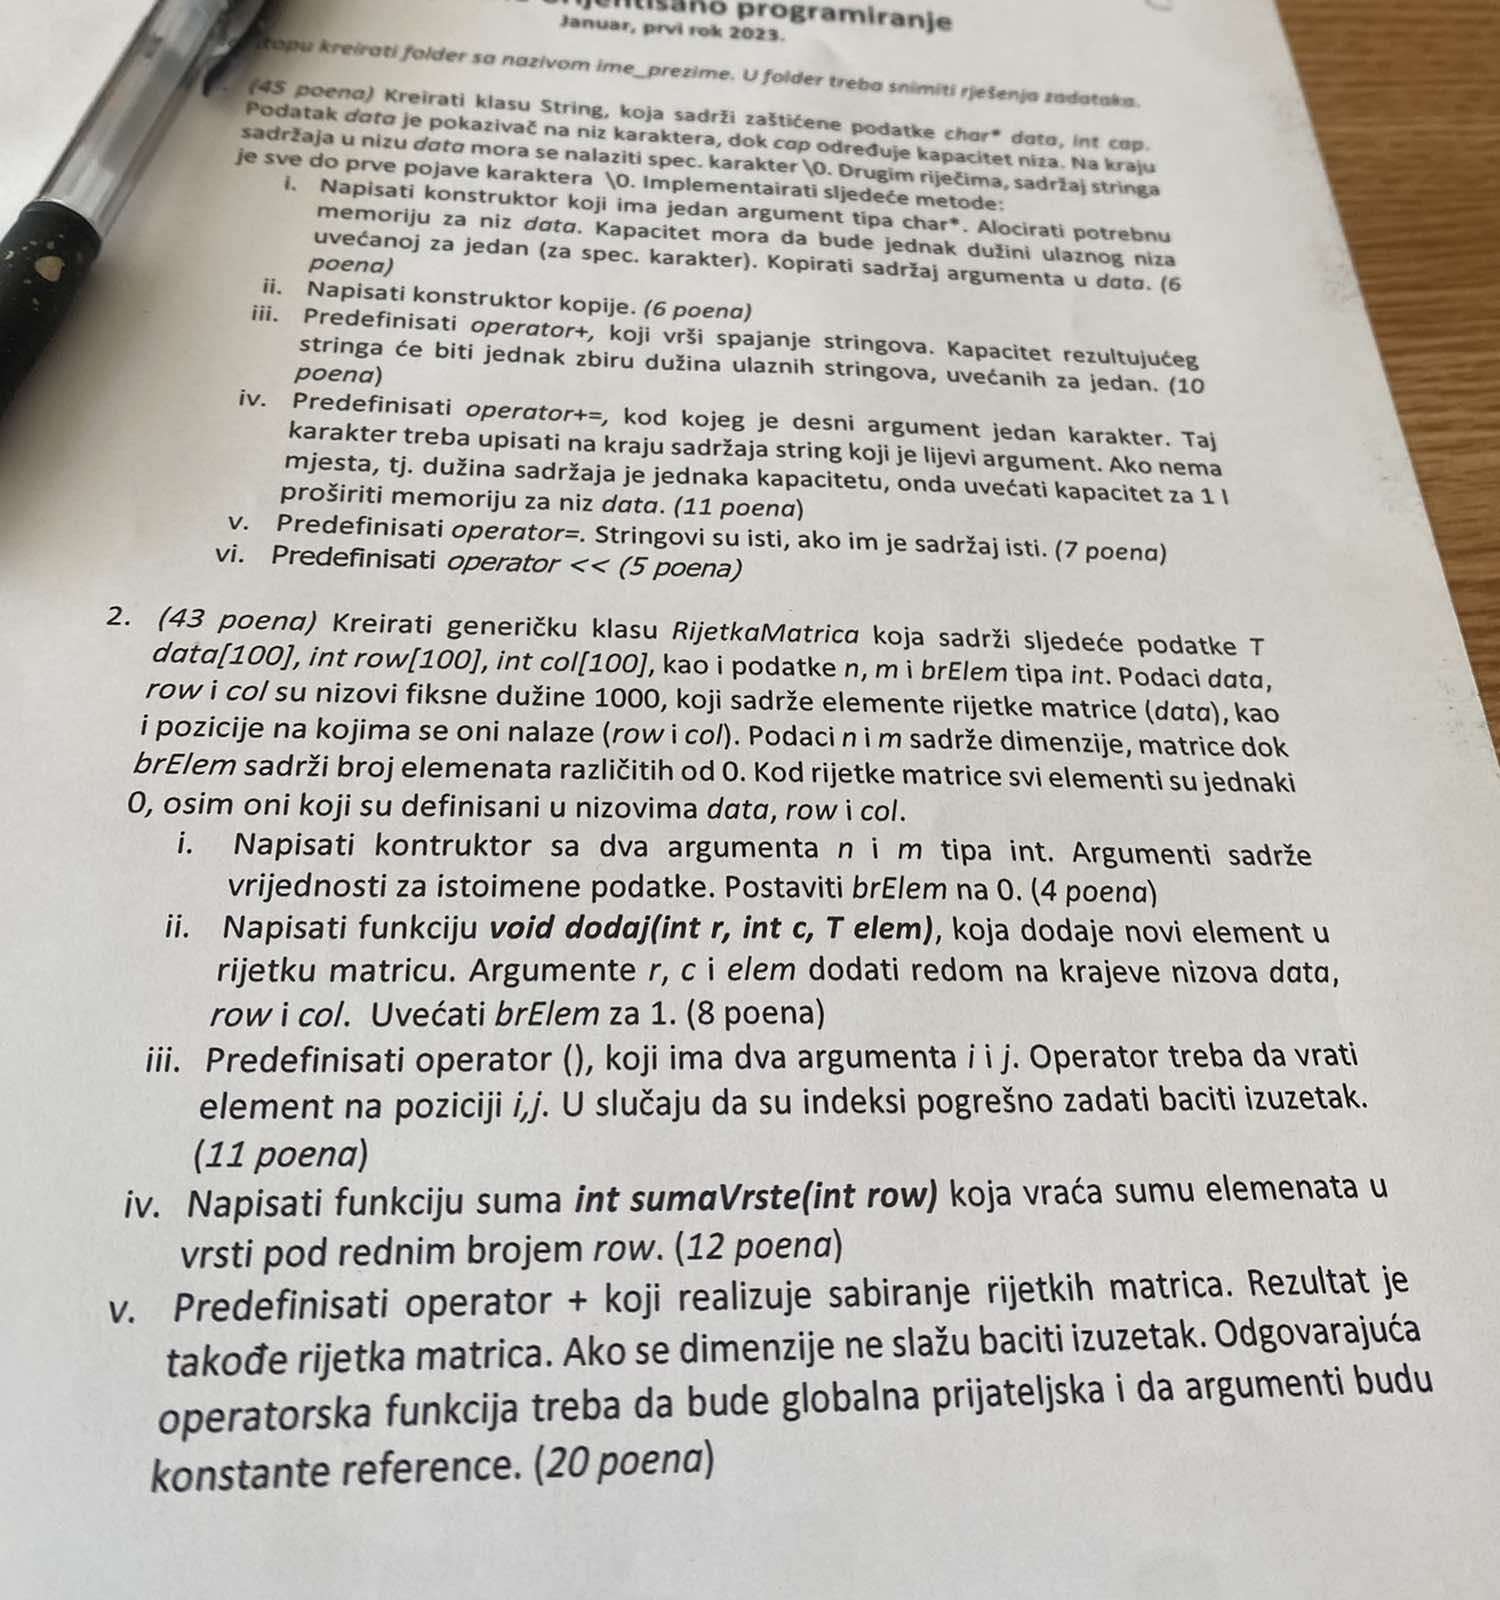 programiranje
Januar, prvi rok 2023.
kreirati folder sa nazivom ime_prezime. U folder treba snimiti rješenja zadataka.
(45 poena) Kreirati klasu String, koja sadrži zaštićene podatke char* data, int cap.
Podatak data je pokazivač na niz karaktera, dok cap određuje kapacitet niza. Na kraju
sadržaja u nizu data mora se nalaziti spec. karakter \0. Drugim riječima, sadržaj stringa
je sve do prve pojave karaktera \0. Implementairati sljedeće metode:
i. Napisati konstruktor koji ima jedan argument tipa char*. Alocirati potrebnu
memoriju za niz data. Kapacitet mora da bude jednak dužini ulaznog niza
uvećanoj za jedan (za spec. karakter). Kopirati sadržaj argumenta u data. (6
poena)
ii. Napisati konstruktor kopije. (6 poena)
iii. Predefinisati operator+, koji vrši spajanje stringova. Kapacitet rezultujućeg
stringa će biti jednak zbiru dužina ulaznih stringova, uvećanih za jedan. (10
poena)
iv. Predefinisati operator+=, kod kojeg je desni argument jedan karakter. Taj
karakter treba upisati na kraju sadržaja string koji je lijevi argument. Ako nema
mjesta, tj. dužina sadržaja je jednaka kapacitetu, onda uvećati kapacitet za 1 I
proširiti memoriju za niz data. (11 poena)
v. Predefinisati operator=. Stringovi su isti, ako im je sadržaj isti. (7 poena)
vi. Predefinisati operator << (5 poena)
2. (43 poena) Kreirati generičku klasu RijetkaMatrica koja sadrži sljedeće podatke T
data[100], int row[100], int col[100], kao i podatke n, m i brElem tipa int. Podaci data,
row i col su nizovi fiksne dužine 1000, koji sadrže elemente rijetke matrice (data), kao
i pozicije na kojima se oni nalaze (row i col). Podaci n i m sadrže dimenzije, matrice dok
brElem sadrži broj elemenata različitih od 0. Kod rijetke matrice svi elementi su jednaki
0, osim oni koji su definisani u nizovima data, row i col.
i. Napisati kontruktor sa dva argumenta n i m tipa int. Argumenti sadrže
vrijednosti za istoimene podatke. Postaviti brElem na 0. (4 poena)
ii. Napisati funkciju void dodaj(int r, int c, T elem), koja dodaje novi element u
rijetku matricu. Argumente r, c i elem dodati redom na krajeve nizova data,
row i col. Uvećati brElem za 1. (8 poena)
iii. Predefinisati operator (), koji ima dva argumenta i i j. Operator treba da vrati
element na poziciji i,j. U slučaju da su indeksi pogrešno zadati baciti izuzetak.
(11 poena)
iv. Napisati funkciju suma int sumaVrste(int row) koja vraća sumu elemenata u
vrsti pod rednim brojem row. (12 poena)
v. Predefinisati operator + koji realizuje sabiranje rijetkih matrica. Rezultat je
takođe rijetka matrica. Ako se dimenzije ne slažu baciti izuzetak. Odgovarajuća
operatorska funkcija treba da bude globalna prijateljska i da argumenti budu
konstante reference. (20 poena)